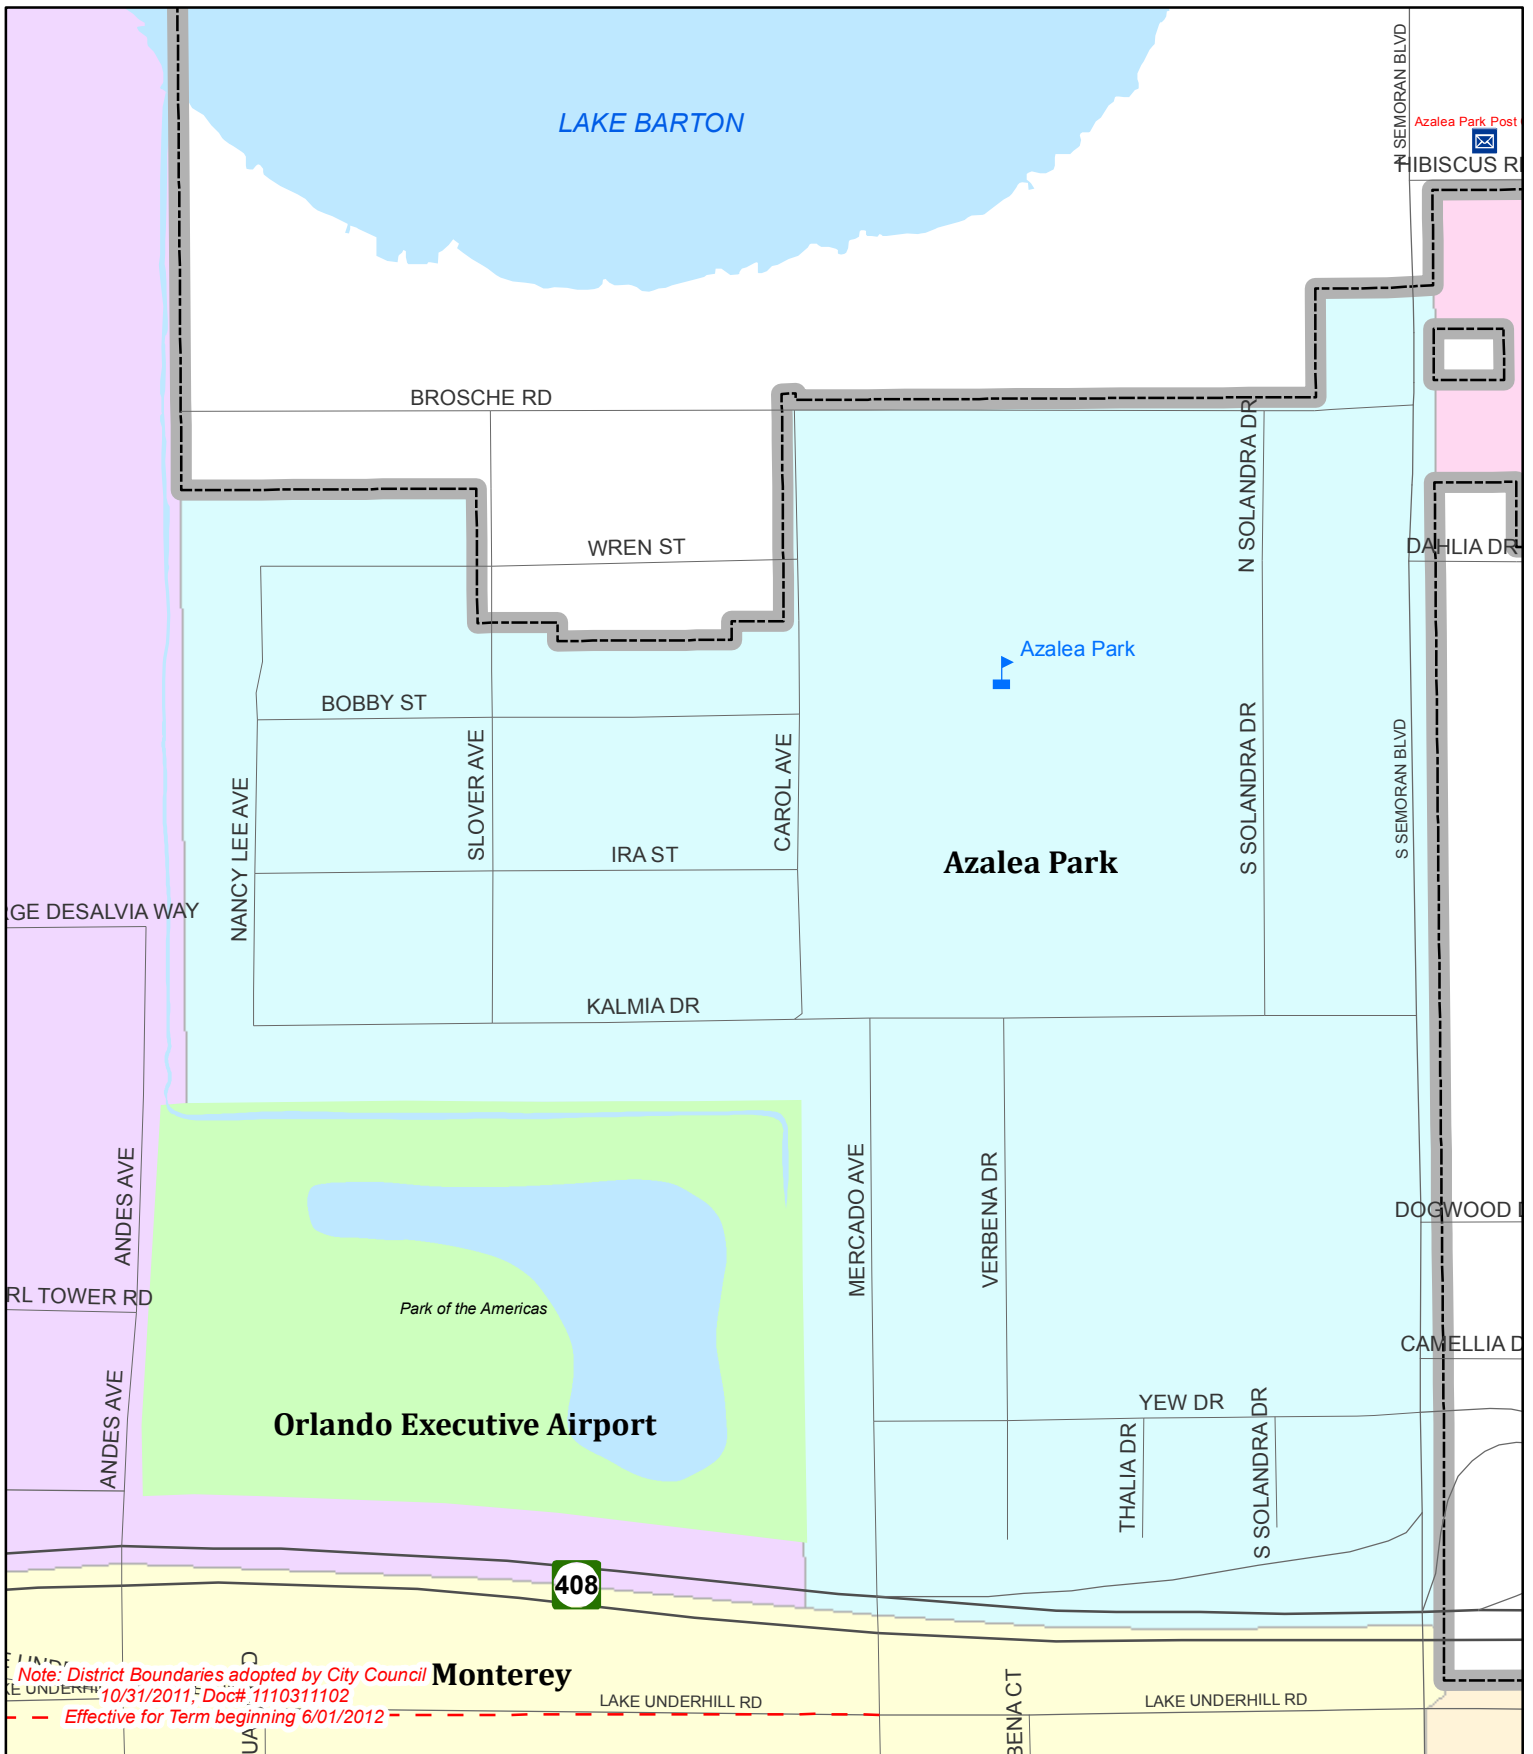 LAKE BARTON
N SEMORAN BLVD
Azalea Park Post
HIBISCUS R
BROSCHE RD
N SOLANDRA DR
WREN ST
DAHLIA DR
Azalea Park
BOBBY ST
SLOVER AVE
CAROL AVE
S SOLANDRA DR
S SEMORAN BLVD
NANCY LEE AVE
IRA ST
Azalea Park
RGE DESALVIA WAY
KALMIA DR
ANDES AVE
MERCADO AVE
VERBENA DR
DOGWOOD
RL TOWER RD
Park of the Americas
CAMELLIA D
ANDES AVE
YEW DR
Orlando Executive Airport
THALIA DR
S SOLANDRA DR
408
Note: District Boundaries adopted by City Council
10/31/2011, Doc# 1110311102
Effective for Term beginning 6/01/2012
Monterey
LAKE UNDERHILL RD
LAKE UNDERHILL RD
BENA CT
UA